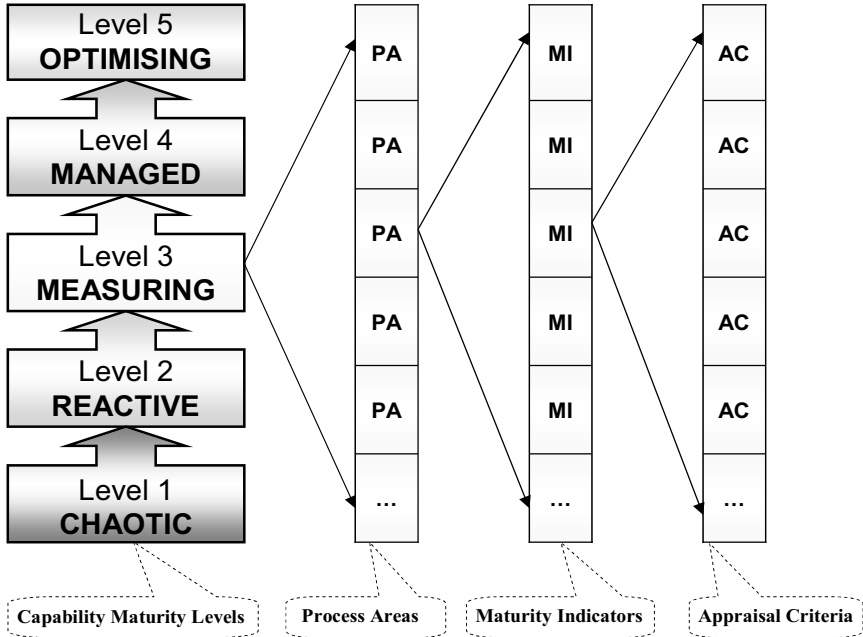 Level 5
OPTIMISING
Level 4
MANAGED
Level 3
MEASURING
Level 2
REACTIVE
Level 1
CHAOTIC
PA
PA
PA
PA
PA
...
MI
MI
MI
MI
MI
...
AC
AC
AC
AC
AC
...
Capability Maturity Levels
Process Areas
Maturity Indicators
Appraisal Criteria